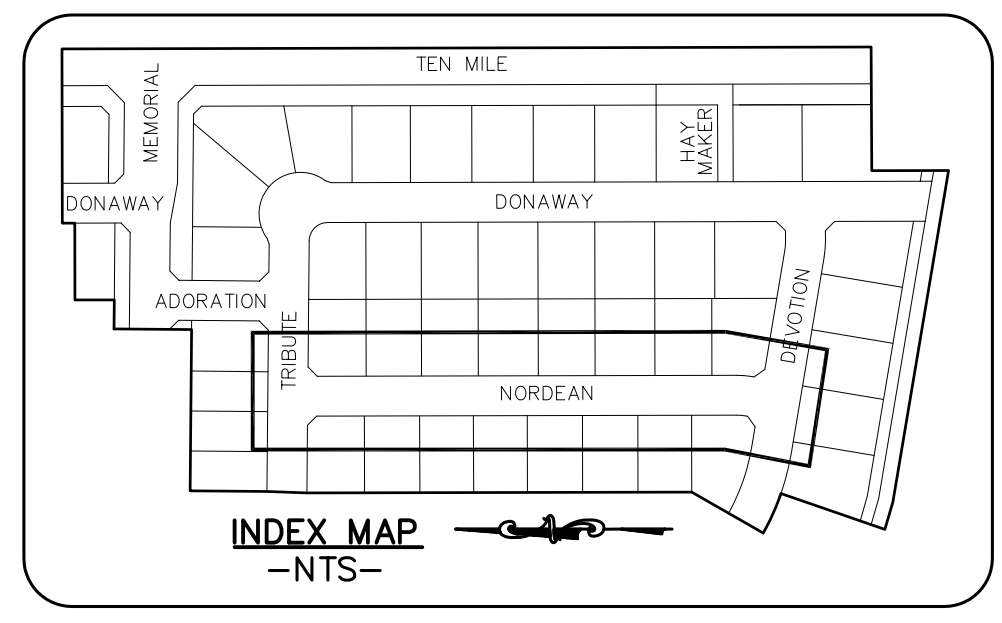 TEN MILE
MEMORIAL
HAY
MAKER
DONAWAY
DONAWAY
ADORATION
TRIBUTE
DEVOTION
NORDEAN
INDEX MAP
-NTS-